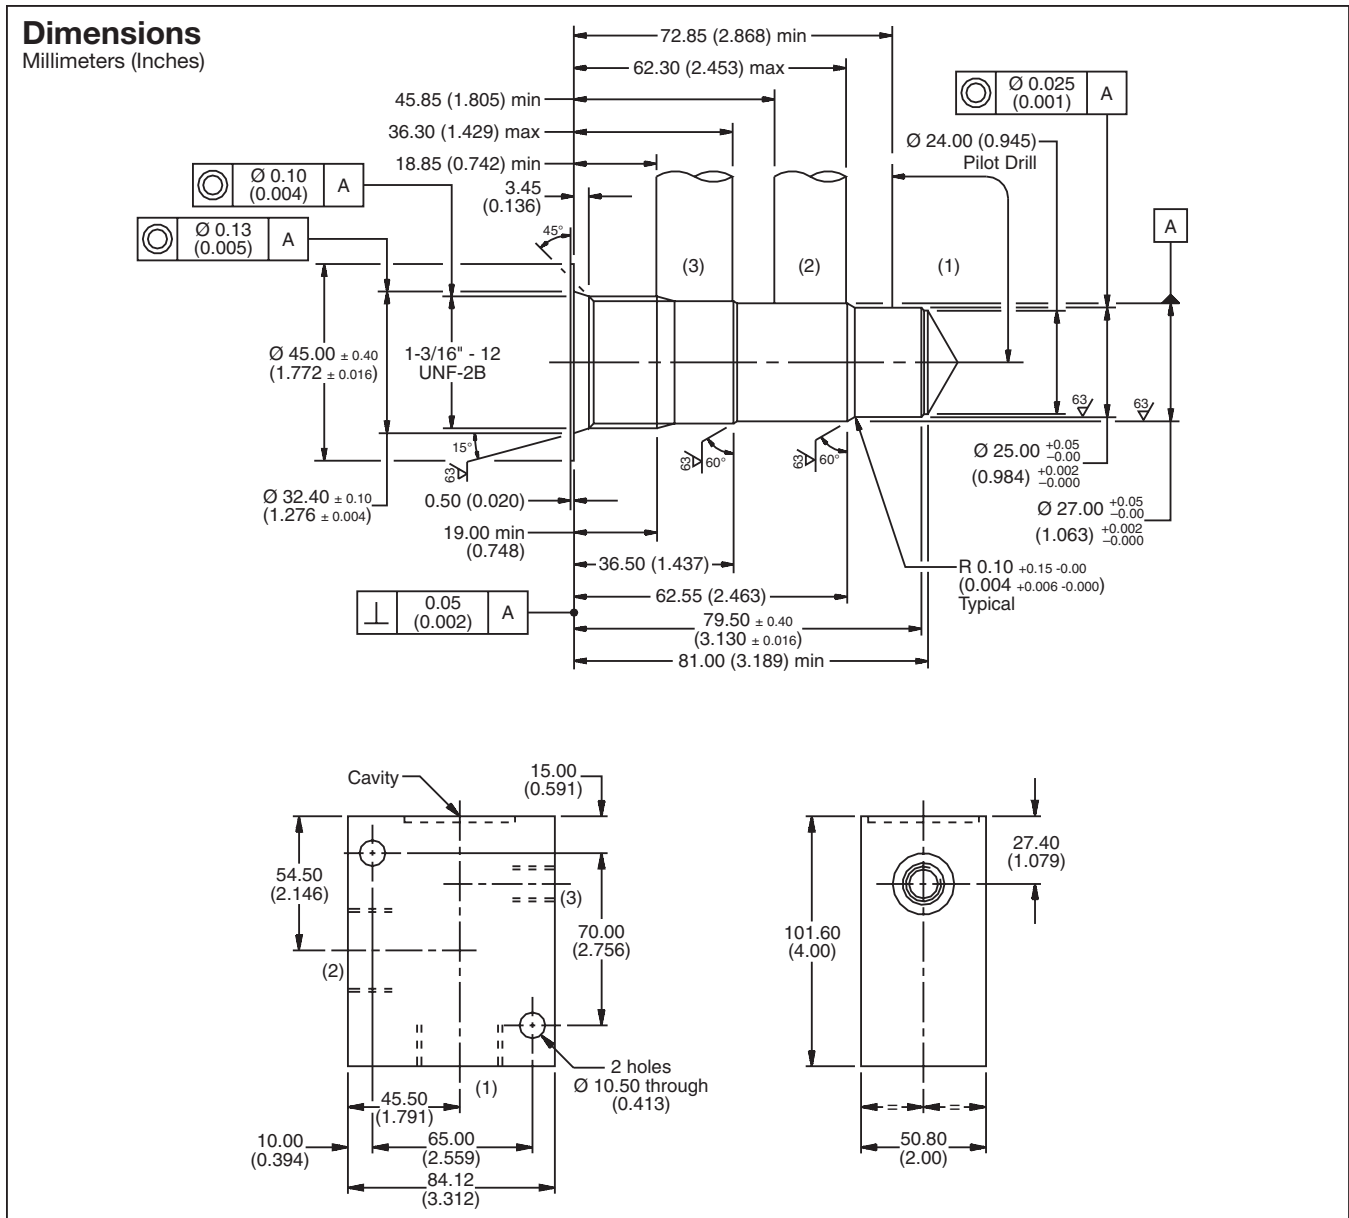 Dimensions
Millimeters (Inches)
72.85 (2.868) min
62.30 (2.453) max
45.85 (1.805) min
36.30 (1.429) max
18.85 (0.742) min
3.45
(0.136)
45°
Ø 0.025
(0.001)
A
Ø 24.00 (0.945)
Pilot Drill
Ø 0.10
(0.004)
A
Ø 0.13
(0.005)
A
A
(3)
(2)
(1)
Ø 45.00 ± 0.40
(1.772 ± 0.016)
1-3/16" - 12
UNF-2B
15°
63
63
60°
63
60°
63
63
Ø 25.00 +0.05 –0.00
(0.984) +0.002 –0.000
Ø 27.00 +0.05 –0.00
(1.063) +0.002 –0.000
Ø 32.40 ± 0.10
(1.276 ± 0.004)
0.50 (0.020)
19.00 min
(0.748)
36.50 (1.437)
62.55 (2.463)
R 0.10 +0.15 -0.00
(0.004 +0.006 -0.000)
Typical
0.05
(0.002)
A
79.50 ± 0.40
(3.130 ± 0.016)
81.00 (3.189) min
Cavity
15.00
(0.591)
54.50
(2.146)
(3)
70.00
(2.756)
(2)
(1)
2 holes
Ø 10.50 through
(0.413)
45.50
(1.791)
10.00
(0.394)
65.00
(2.559)
84.12
(3.312)
27.40
(1.079)
101.60
(4.00)
= =
50.80
(2.00)